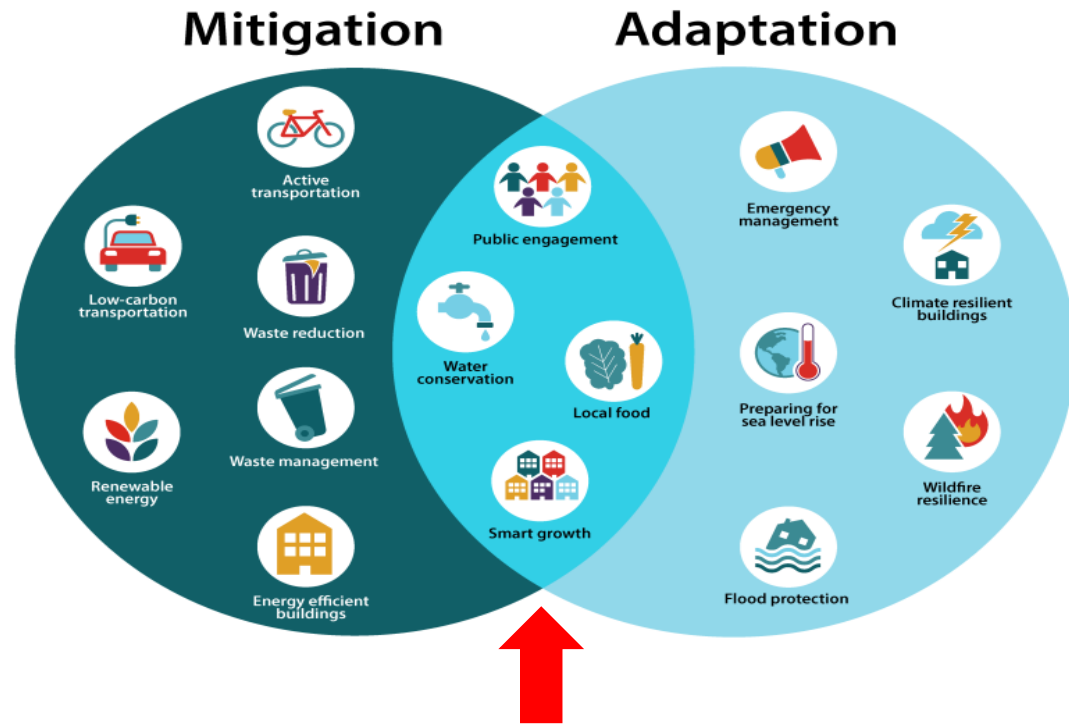 Mitigation
Adaptation
Active
transportation
Low-carbon
transportation
Waste reduction
Waste management
Renewable
energy
Energy efficient
buildings
Public engagement
Water
conservation
Local food
Smart growth
Emergency
management
Climate resilient
buildings
Preparing for
sea level rise
Wildfire
resilience
Flood protection